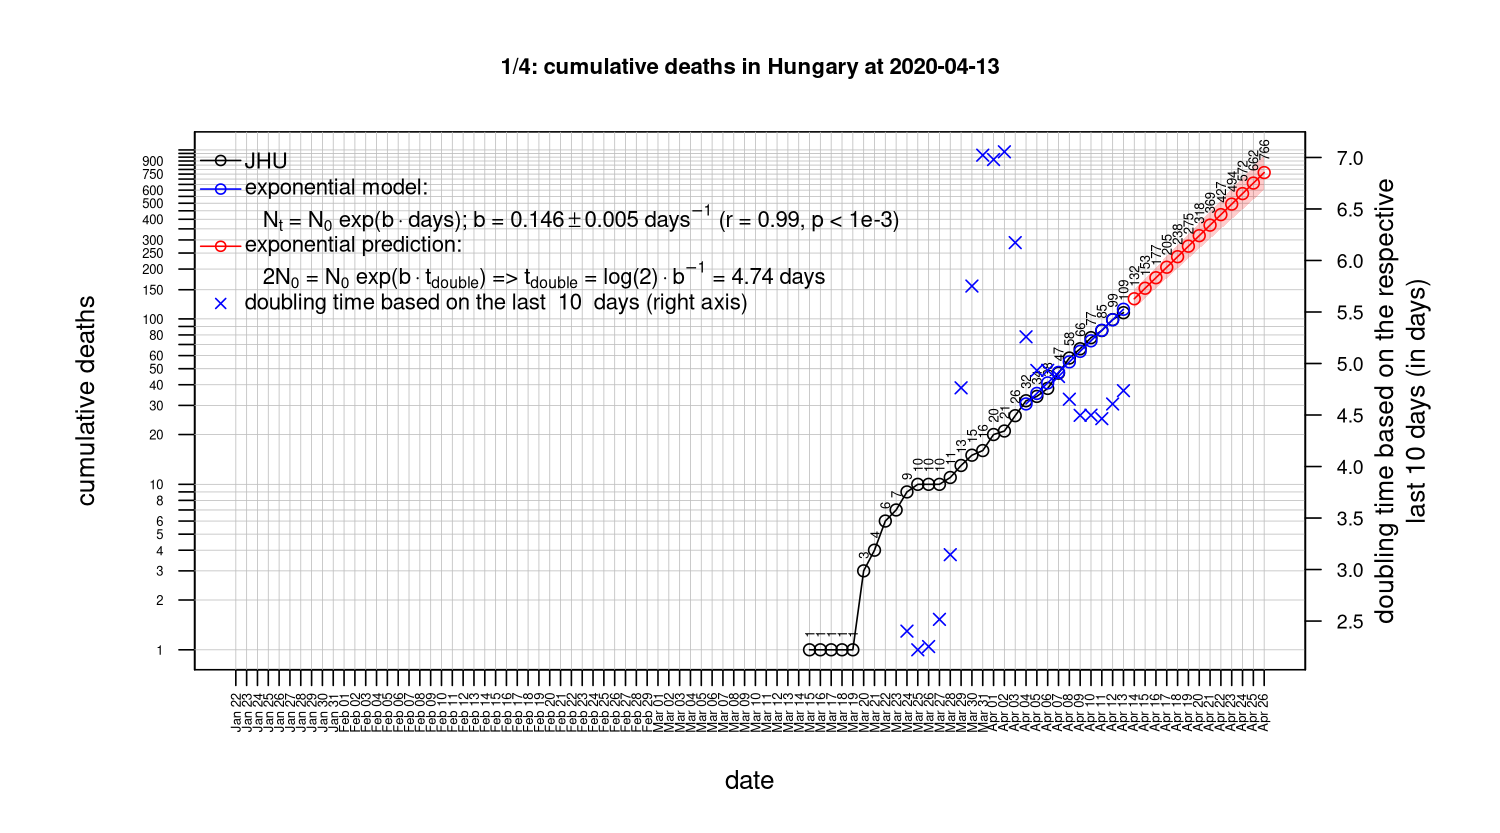 1/4: cumulative deaths in Hungary at 2020-04-13
JHU
exponential model:
Nt = N0 exp(b · days); b = 0.146 ± 0.005 days−1 (r = 0.99, p < 1e-3)
exponential prediction:
2N0 = N0 exp(b · tdouble) => tdouble = log(2) · b−1 = 4.74 days
doubling time based on the last 10 days (right axis)
cumulative deaths
900
750
600
500
400
300
250
200
150
100
80
60
50
40
30
20
10
8
6
5
4
3
2
1
1 1 1 1 1 3 4 6 7 9 10 10 10 11 13 15 16 20 21 26 32 34 38 47 58 66 77 85 99 109 132 153 177 205 238 275 318 369 427 494 572 662 766
7.0
6.5
6.0
5.5
5.0
4.5
4.0
3.5
3.0
2.5
doubling time based on the respective
last 10 days (in days)
Jan 22
Jan 23
Jan 24
Jan 25
Jan 26
Jan 27
Jan 28
Jan 29
Jan 30
Jan 31
Feb 01
Feb 02
Feb 03
Feb 04
Feb 05
Feb 06
Feb 07
Feb 08
Feb 09
Feb 10
Feb 11
Feb 12
Feb 13
Feb 14
Feb 15
Feb 16
Feb 17
Feb 18
Feb 19
Feb 20
Feb 21
Feb 22
Feb 23
Feb 24
Feb 25
Feb 26
Feb 27
Feb 28
Feb 29
Mar 01
Mar 02
Mar 03
Mar 04
Mar 05
Mar 06
Mar 07
Mar 08
Mar 09
Mar 10
Mar 11
Mar 12
Mar 13
Mar 14
Mar 15
Mar 16
Mar 17
Mar 18
Mar 19
Mar 20
Mar 21
Mar 22
Mar 23
Mar 24
Mar 25
Mar 26
Mar 27
Mar 28
Mar 29
Mar 30
Mar 31
Apr 01
Apr 02
Apr 03
Apr 04
Apr 05
Apr 06
Apr 07
Apr 08
Apr 09
Apr 10
Apr 11
Apr 12
Apr 13
Apr 14
Apr 15
Apr 16
Apr 17
Apr 18
Apr 19
Apr 20
Apr 21
Apr 22
Apr 23
Apr 24
Apr 25
Apr 26
date